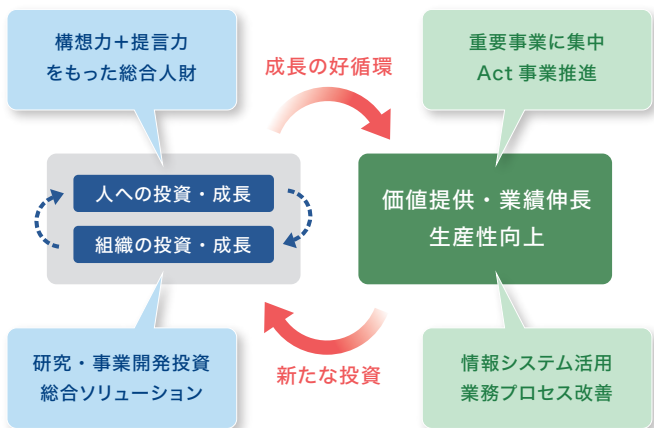 構想力＋提言力
をもった総合人財
成長の好循環
重要事業に集中
Act 事業推進
人への投資・成長
組織の投資・成長
価値提供・業績伸長
生産性向上
研究・事業開発投資
総合ソリューション
新たな投資
情報システム活用
業務プロセス改善